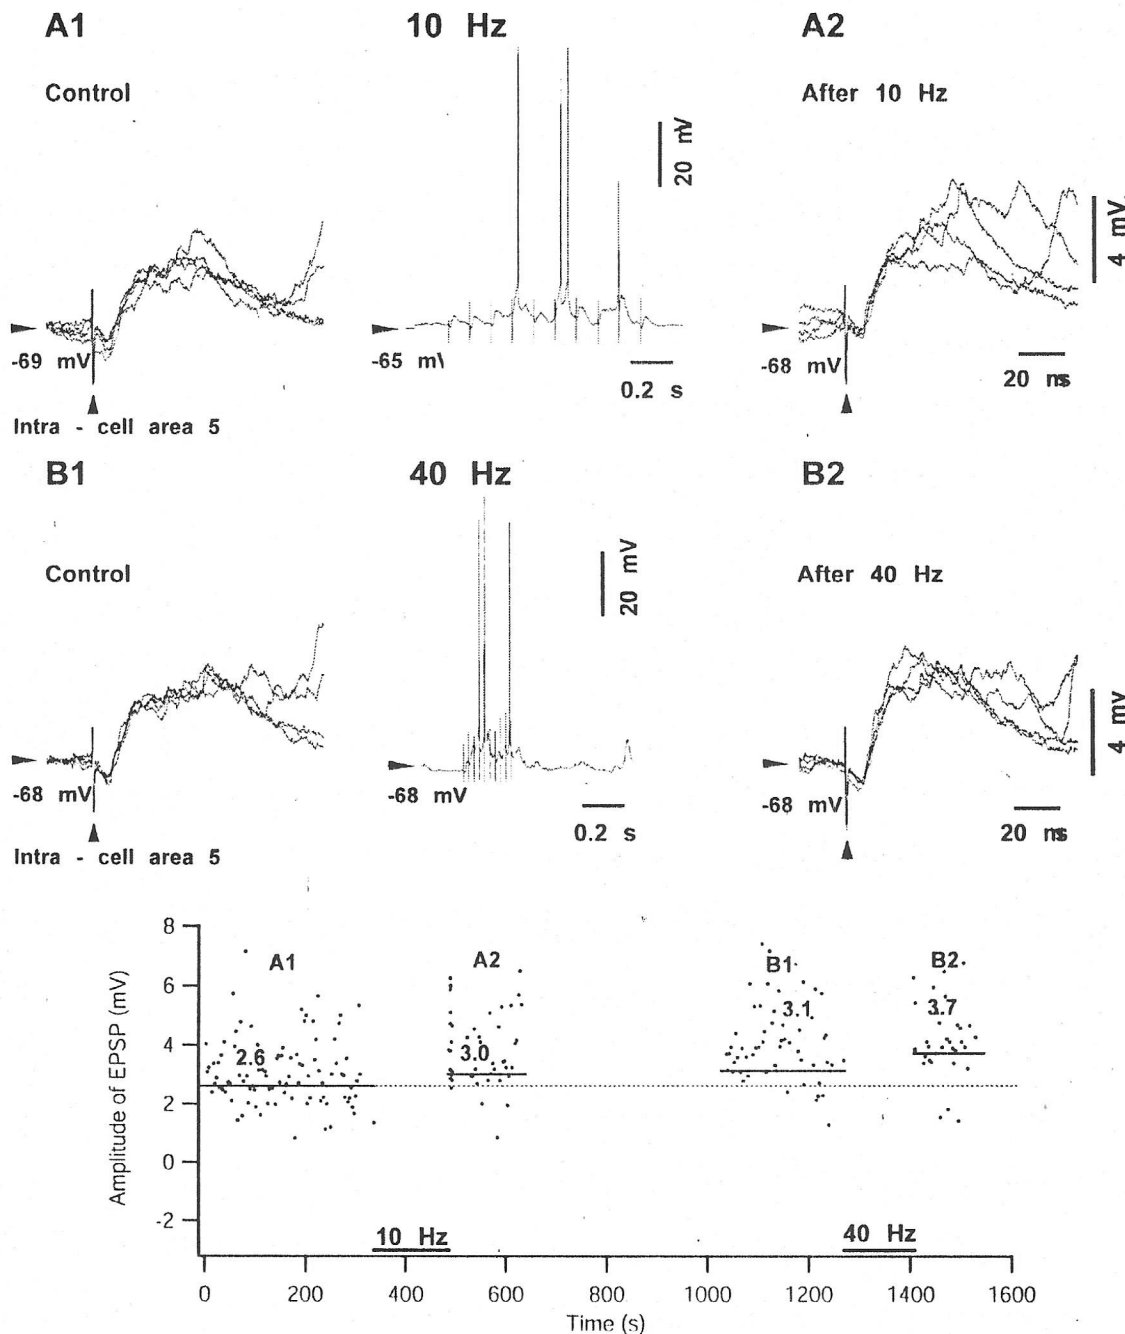 A1 10 Hz A2
Control After 10 Hz
20 mV
4 mV
-69 mV -65 m\ -68 mV
0.2 s 20 ms
Intra - cell area 5
B1 40 Hz B2
Control After 40 Hz
20 mV
4 mV
-68 mV -68 mV -68 mV
0.2 s 20 ms
Intra - cell area 5
Amplitude of EPSP (mV)
8
6
4
2
0
-2
A1 A2 B1 B2
2.6 3.0 3.1 3.7
10 Hz 40 Hz
0 200 400 600 800 1000 1200 1400 1600
Time (s)